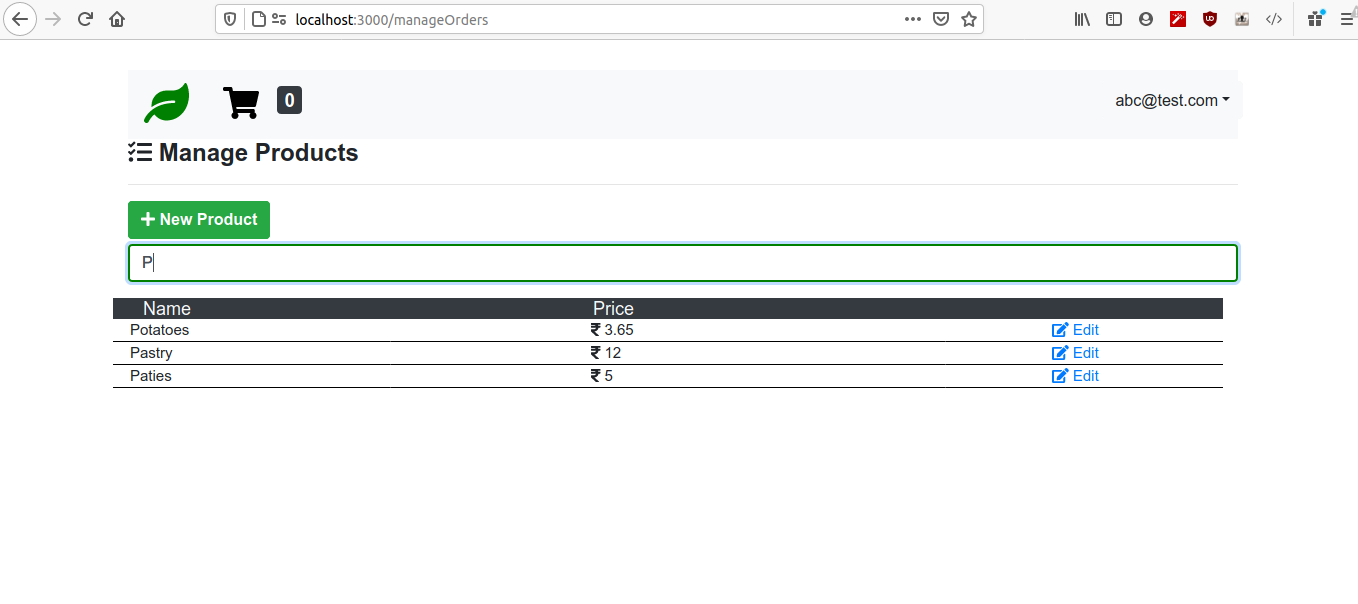 localhost:3000/manageOrders
0
abc@test.com
Manage Products
New Product
P
Name Price
Potatoes ₹ 3.65 Edit
Pastry ₹ 12 Edit
Paties ₹ 5 Edit